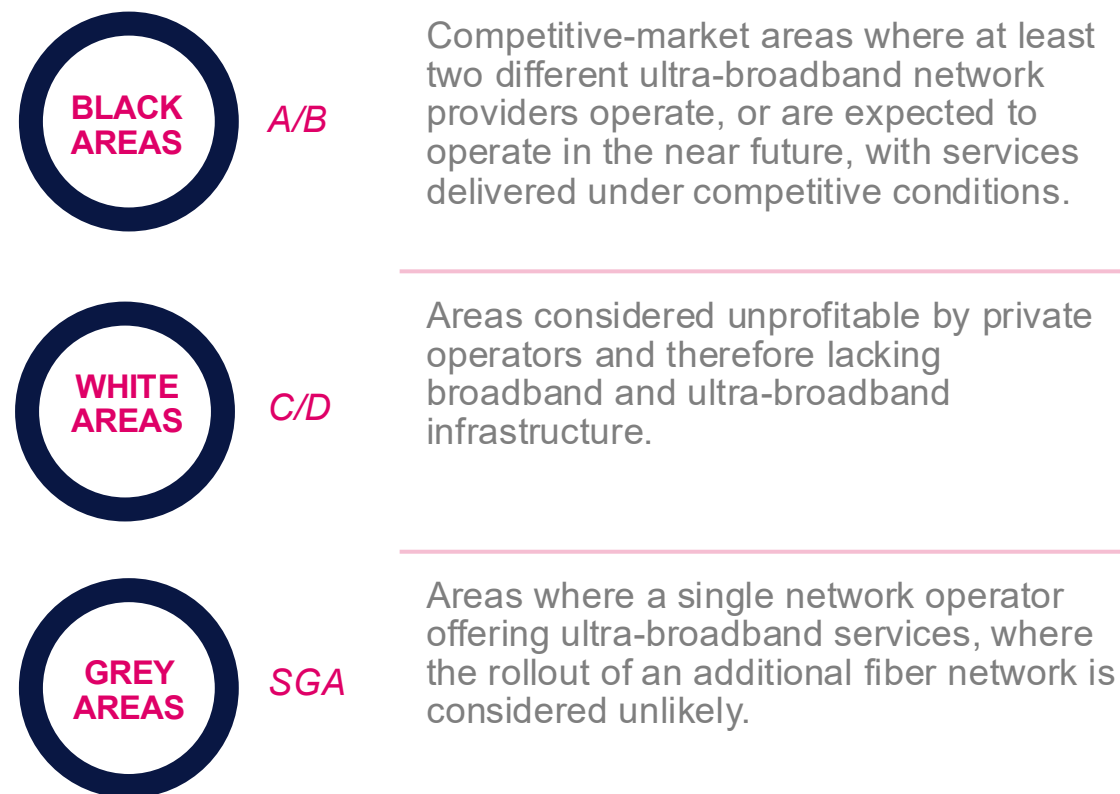 BLACK
AREAS
A/B
Competitive-market areas where at least
two different ultra-broadband network
providers operate, or are expected to
operate in the near future, with services
delivered under competitive conditions.
WHITE
AREAS
C/D
Areas considered unprofitable by private
operators and therefore lacking
broadband and ultra-broadband
infrastructure.
GREY
AREAS
SGA
Areas where a single network operator
offering ultra-broadband services, where
the rollout of an additional fiber network is
considered unlikely.